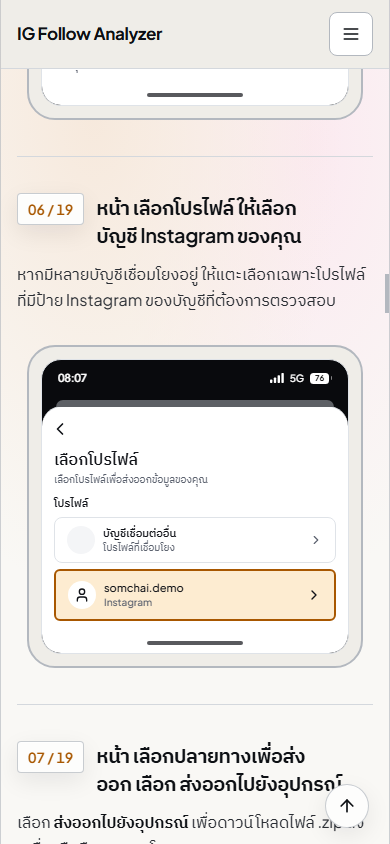 IG Follow Analyzer
06 / 19
หน้า เลือกโปรไฟล์ ให้เลือก
บัญชี Instagram ของคุณ
หากมีหลายบัญชีเชื่อมโยงอยู่ ให้แตะเลือกเฉพาะโปรไฟล์
ที่มีป้าย Instagram ของบัญชีที่ต้องการตรวจสอบ
08:07
5G 76
เลือกโปรไฟล์
เลือกโปรไฟล์เพื่อส่งออกข้อมูลของคุณ
โปรไฟล์
บัญชีเชื่อมต่ออื่น
โปรไฟล์ที่เชื่อมโยง
somchai.demo
Instagram
07 / 19
หน้า เลือกปลายทางเพื่อส่ง
ออก เลือก ส่งออกไปยังอุปกรณ์
เลือก ส่งออกไปยังอุปกรณ์ เพื่อดาวน์โหลดไฟล์ .zip